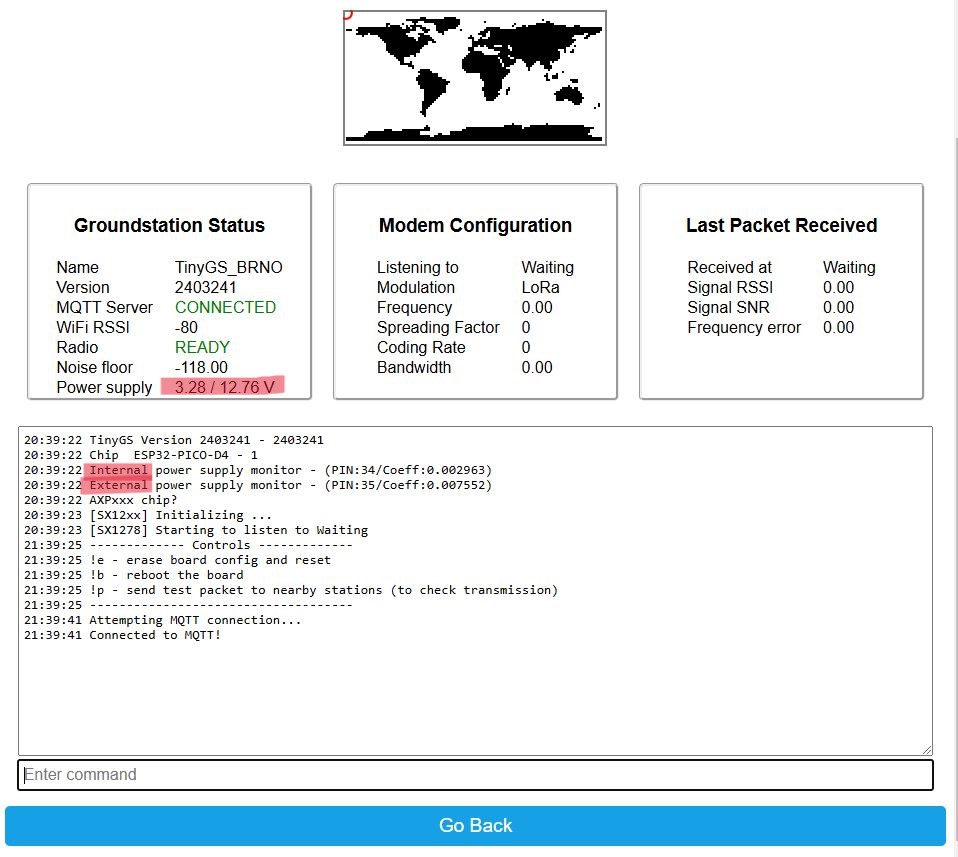 Groundstation Status
Name TinyGS_BRNO
Version 2403241
MQTT Server CONNECTED
WiFi RSSI -80
Radio READY
Noise floor -118.00
Power supply 3.28 / 12.76 V
Modem Configuration
Listening to Waiting
Modulation LoRa
Frequency 0.00
Spreading Factor 0
Coding Rate 0
Bandwidth 0.00
Last Packet Received
Received at Waiting
Signal RSSI 0.00
Signal SNR 0.00
Frequency error 0.00
20:39:22 TinyGS Version 2403241 - 2403241
20:39:22 Chip  ESP32-PICO-D4 - 1
20:39:22 Internal power supply monitor - (PIN:34/Coeff:0.002963)
20:39:22 External power supply monitor - (PIN:35/Coeff:0.007552)
20:39:22 AXPxxx chip?
20:39:23 [SX12xx] Initializing ...
20:39:23 [SX1278] Starting to listen to Waiting
21:39:25 ------------- Controls -------------
21:39:25 !e - erase board config and reset
21:39:25 !b - reboot the board
21:39:25 !p - send test packet to nearby stations (to check transmission)
21:39:25 ------------------------------------
21:39:41 Attempting MQTT connection...
21:39:41 Connected to MQTT!
Enter command
Go Back